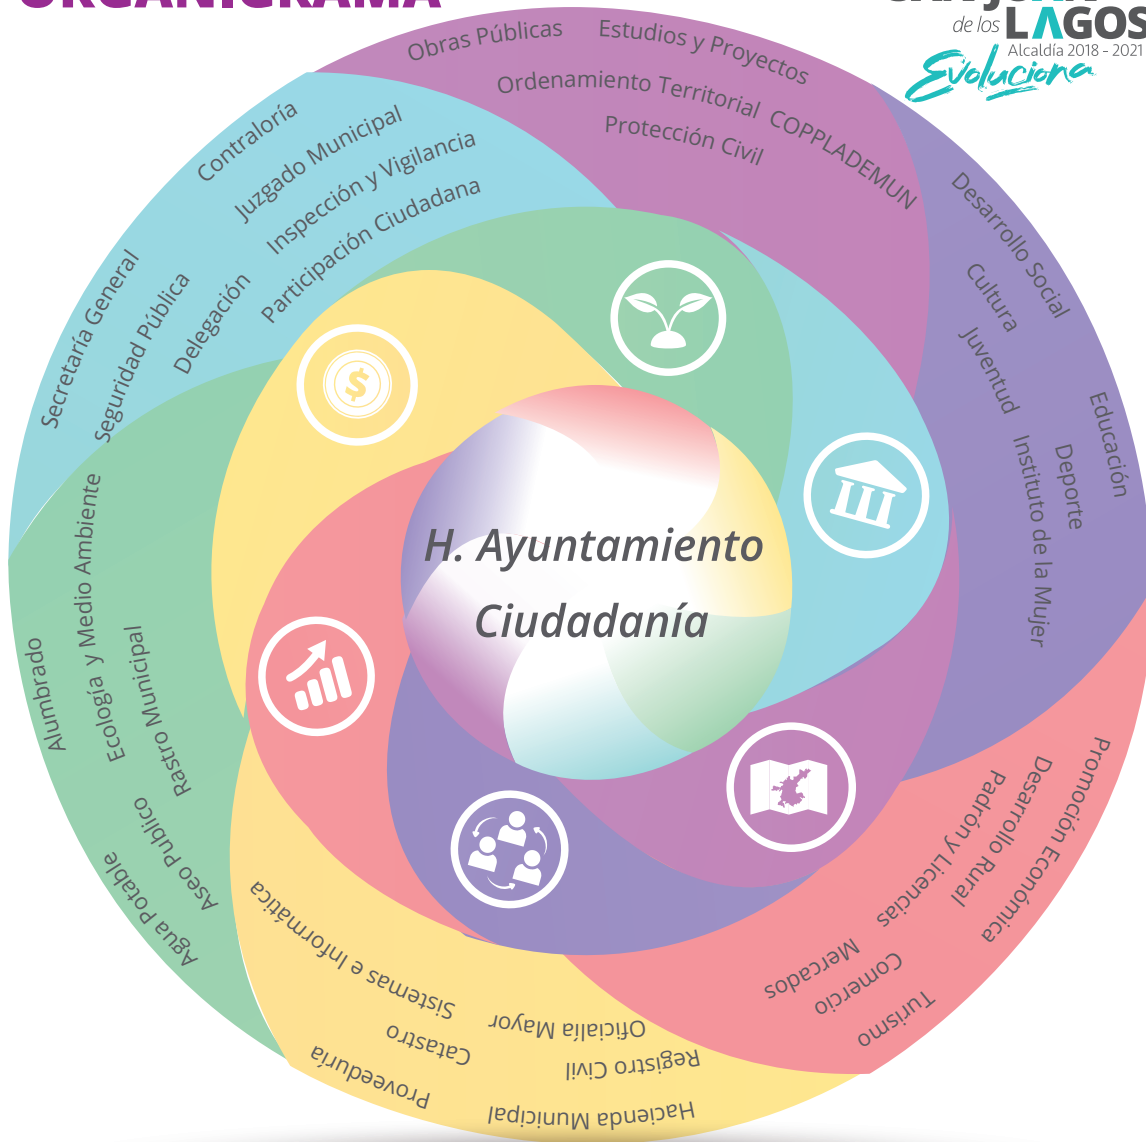 ORGANIGRAMA
SAN JUAN
de los LAGOS
Alcaldía 2018 - 2021
Evoluciona
Obras Públicas
Estudios y Proyectos
Ordenamiento Territorial
COPPLADEMUN
Protección Civil
Contraloría
Juzgado Municipal
Inspección y Vigilancia
Participación Ciudadana
Secretaría General
Seguridad Pública
Delegación
Desarrollo Social
Cultura
Juventud
Educación
Deporte
Instituto de la Mujer
H. Ayuntamiento
Ciudadanía
Alumbrado
Ecología y Medio Ambiente
Rastro Municipal
Aseo Publico
Agua Potable
Promoción Económica
Desarrollo Rural
Padrón y Licencias
Mercados
Comercio
Turismo
Sistemas e Informática
Oficialía Mayor
Catastro
Registro Civil
Proveeduría
Hacienda Municipal